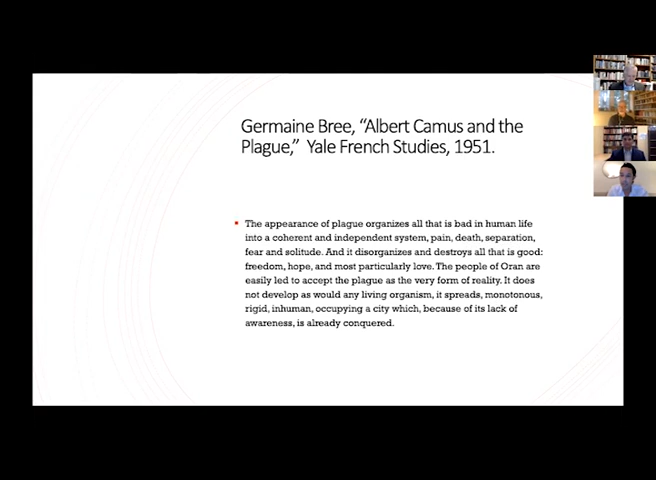 Germaine Bree, “Albert Camus and the
Plague,” Yale French Studies, 1951.
The appearance of plague organizes all that is bad in human life
into a coherent and independent system, pain, death, separation,
fear and solitude. And it disorganizes and destroys all that is good:
freedom, hope, and most particularly love. The people of Oran are
easily led to accept the plague as the very form of reality. It does
not develop as would any living organism, it spreads, monotonous,
rigid, inhuman, occupying a city which, because of its lack of
awareness, is already conquered.